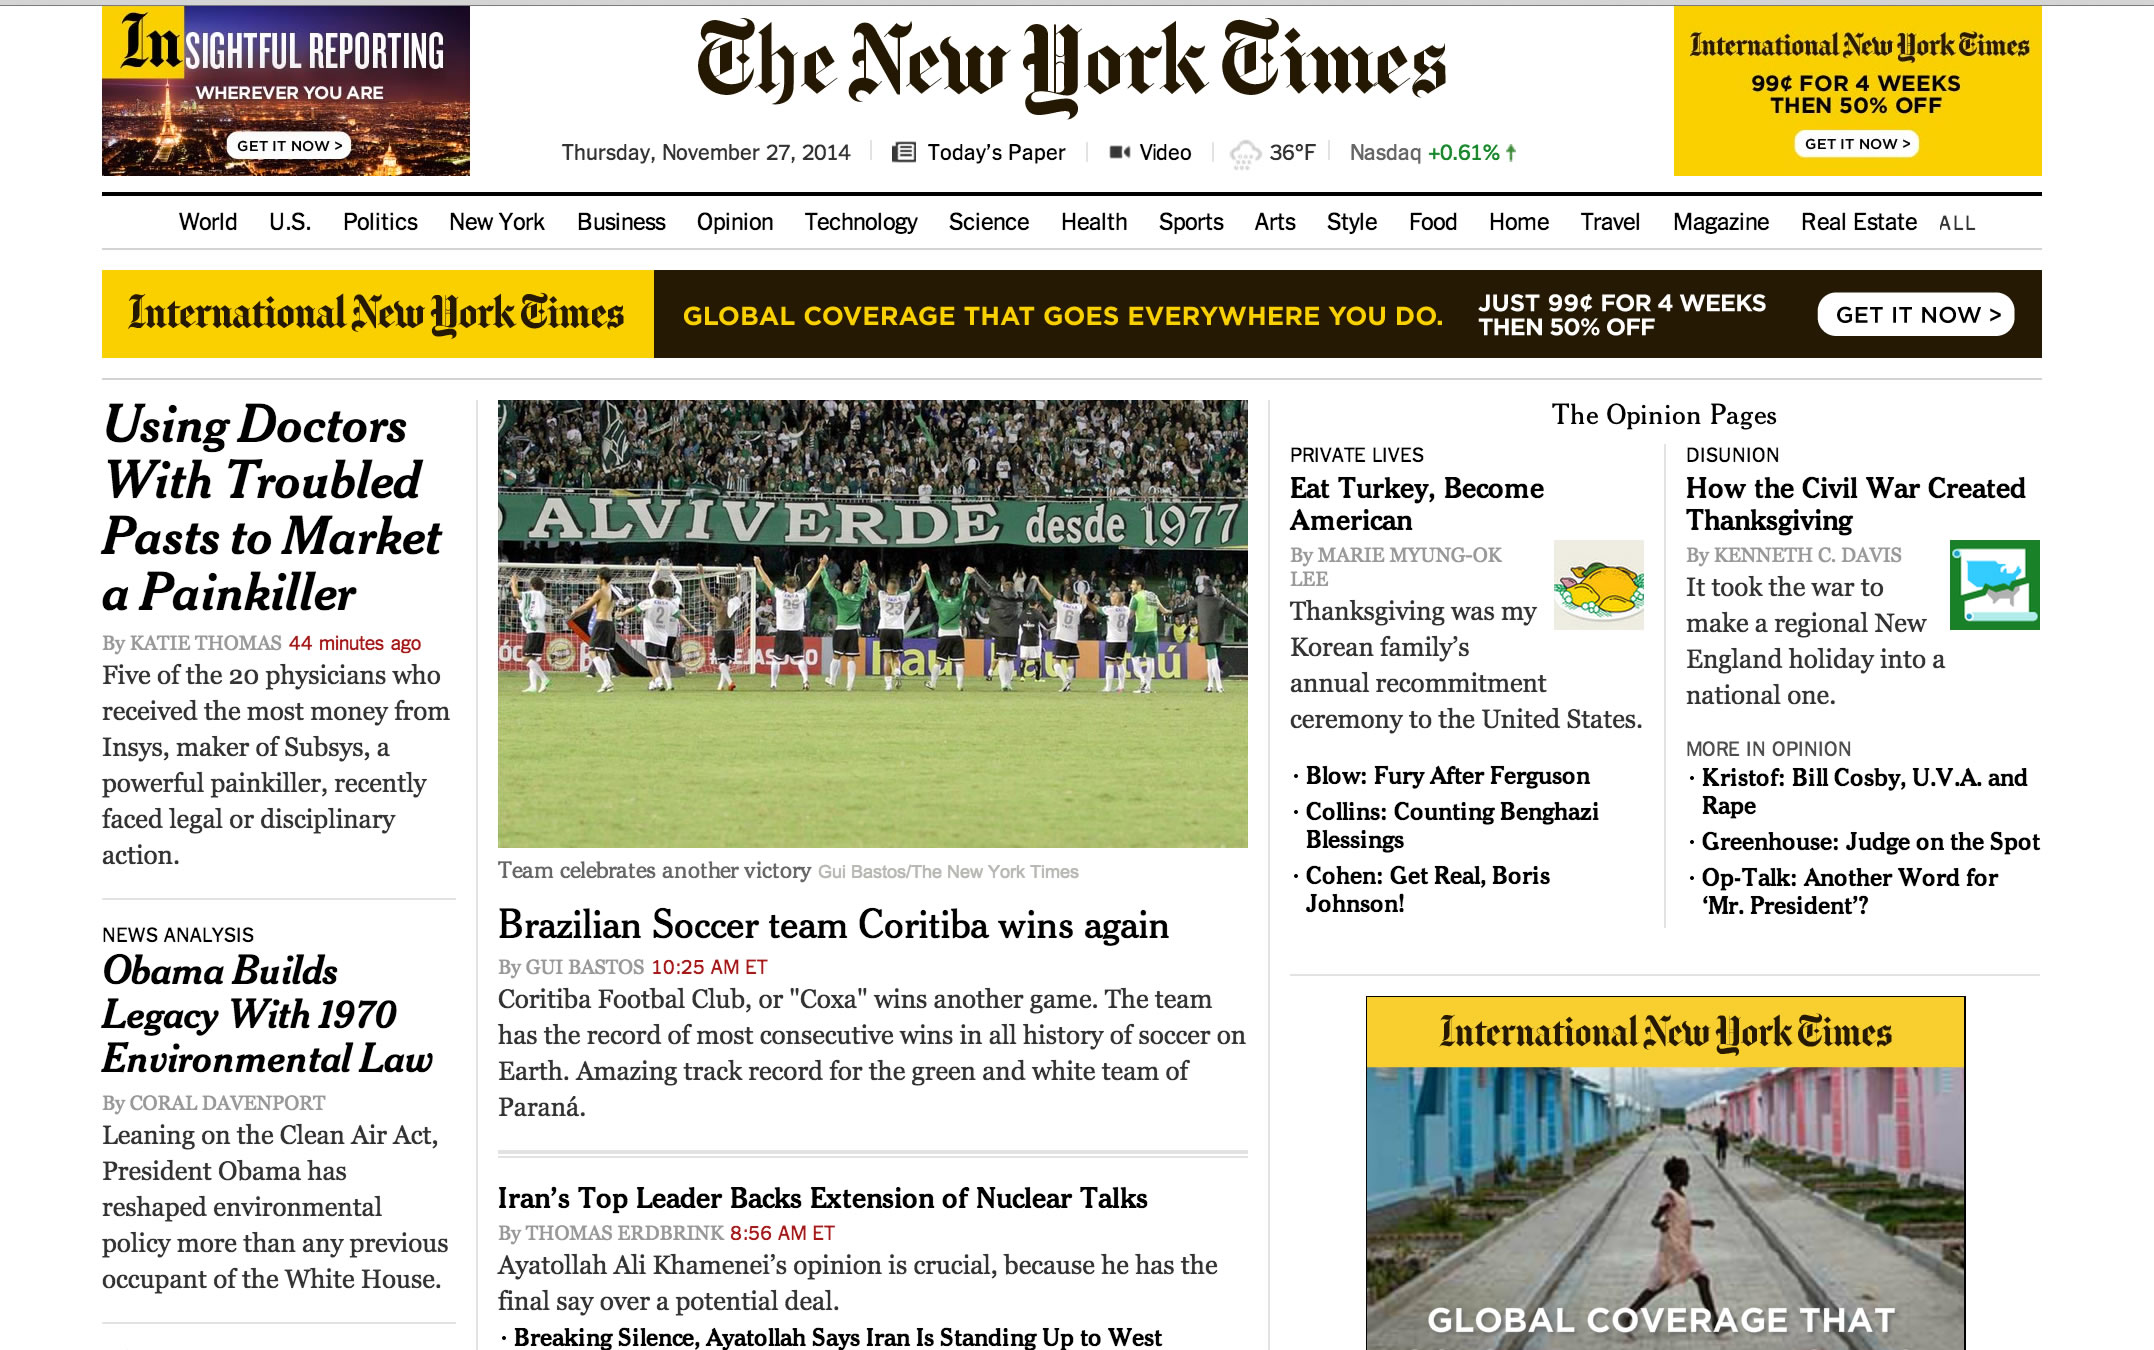 Insightful Reporting
WHEREVER YOU ARE
GET IT NOW >
The New York Times
International New York Times
99¢ FOR 4 WEEKS
THEN 50% OFF
GET IT NOW >
Thursday, November 27, 2014
Today's Paper
Video
36°F
Nasdaq +0.61%
World U.S. Politics New York Business Opinion Technology Science Health Sports Arts Style Food Home Travel Magazine Real Estate ALL
International New York Times
GLOBAL COVERAGE THAT GOES EVERYWHERE YOU DO.
JUST 99¢ FOR 4 WEEKS
THEN 50% OFF
GET IT NOW >
Using Doctors
With Troubled
Pasts to Market
a Painkiller
By KATIE THOMAS 44 minutes ago
Five of the 20 physicians who
received the most money from
Insys, maker of Subsys, a
powerful painkiller, recently
faced legal or disciplinary
action.
NEWS ANALYSIS
Obama Builds
Legacy With 1970
Environmental Law
By CORAL DAVENPORT
Leaning on the Clean Air Act,
President Obama has
reshaped environmental
policy more than any previous
occupant of the White House.
ALVIVERDE desde 1977
2
23
6
8
Itaú
Team celebrates another victory Gui Bastos/The New York Times
Brazilian Soccer team Coritiba wins again
By GUI BASTOS 10:25 AM ET
Coritiba Footbal Club, or "Coxa" wins another game. The team
has the record of most consecutive wins in all history of soccer on
Earth. Amazing track record for the green and white team of
Paraná.
Iran's Top Leader Backs Extension of Nuclear Talks
By THOMAS ERDBRINK 8:56 AM ET
Ayatollah Ali Khamenei's opinion is crucial, because he has the
final say over a potential deal.
· Breaking Silence, Ayatollah Says Iran Is Standing Up to West
The Opinion Pages
PRIVATE LIVES
Eat Turkey, Become
American
By MARIE MYUNG-OK
LEE
Thanksgiving was my
Korean family's
annual recommitment
ceremony to the United States.
· Blow: Fury After Ferguson
· Collins: Counting Benghazi
Blessings
· Cohen: Get Real, Boris
Johnson!
DISUNION
How the Civil War Created
Thanksgiving
By KENNETH C. DAVIS
It took the war to
make a regional New
England holiday into a
national one.
MORE IN OPINION
· Kristof: Bill Cosby, U.V.A. and
Rape
· Greenhouse: Judge on the Spot
· Op-Talk: Another Word for
'Mr. President'?
International New York Times
GLOBAL COVERAGE THAT